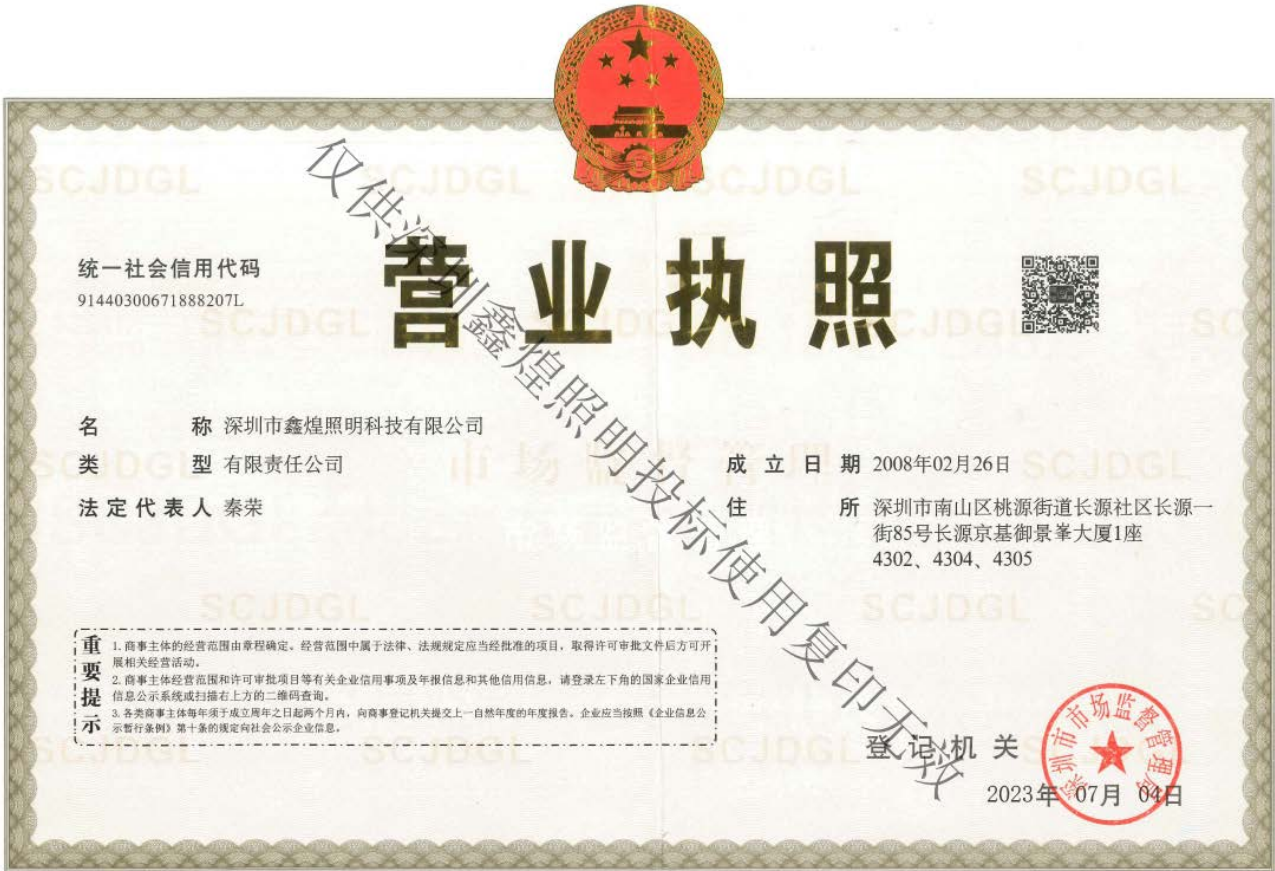 营业执照
统一社会信用代码
91440300671888207L
名称 深圳市鑫煌照明科技有限公司
类型 有限责任公司
法定代表人 秦荣
成立日期 2008年02月26日
住所 深圳市南山区桃源街道长源社区长源一
街85号长源京基御景峯大厦1座
4302、4304、4305
重要提示
1.商事主体的经营范围由章程确定。经营范围中属于法律、法规规定应当经批准的项目，取得许可审批文件后方可开
展相关经营活动。
2.商事主体经营范围和许可审批项目等有关企业信用事项及年报信息和其他信用信息，请登录左下角的国家企业信用
信息公示系统或扫描右上方的二维码查询。
3.各类商事主体每年须于成立周年之日起两个月内，向商事登记机关提交上一自然年度的年度报告。企业应当按照《企业信息公
示暂行条例》第十条的规定向社会公示企业信息。
登记机关
深圳市市场监督管理局
2023年07月04日
仅供深圳鑫煌照明投标使用复印无效
SCJDGL
市场监督管理